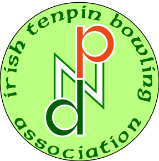 irish tenpin bowling
p
d
association